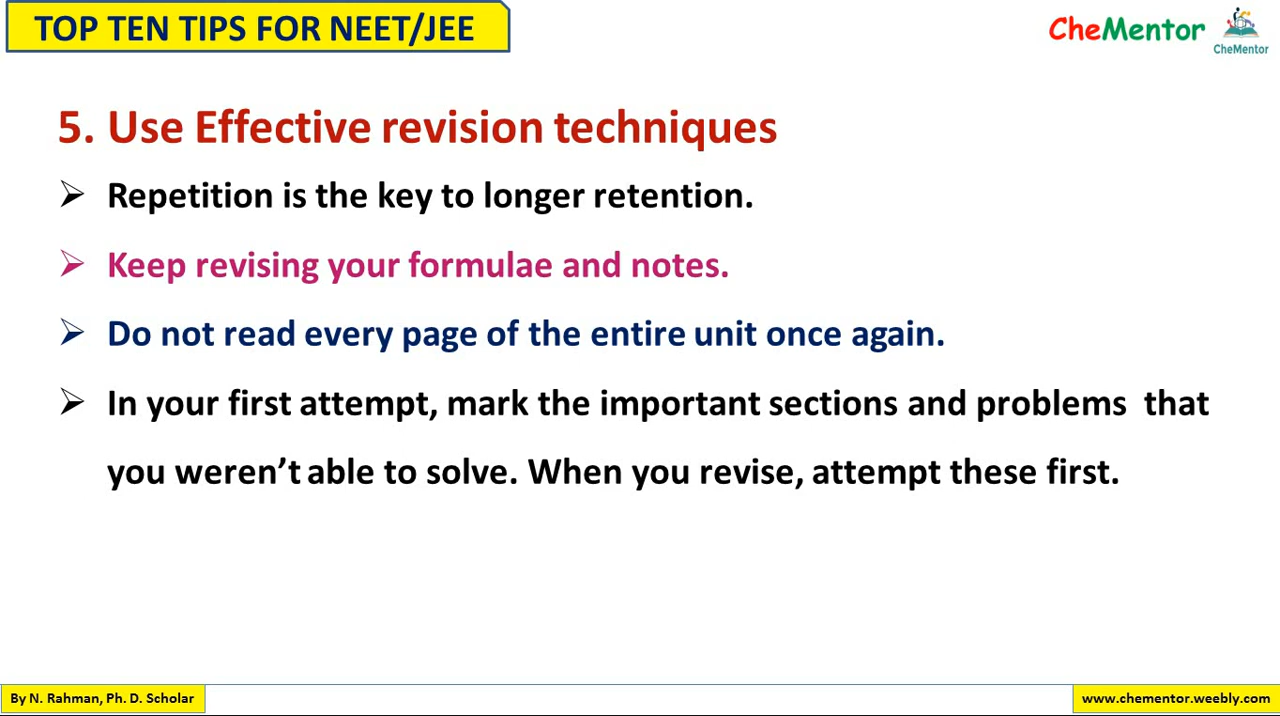 TOP TEN TIPS FOR NEET/JEE
CheMentor
CheMentor
5. Use Effective revision techniques
➢ Repetition is the key to longer retention.
➢ Keep revising your formulae and notes.
➢ Do not read every page of the entire unit once again.
➢ In your first attempt, mark the important sections and problems that
you weren’t able to solve. When you revise, attempt these first.
By N. Rahman, Ph. D. Scholar
www.chementor.weebly.com